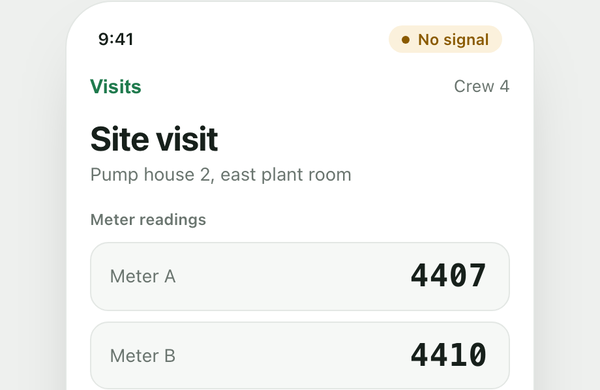 9:41
No signal
Visits
Crew 4
Site visit
Pump house 2, east plant room
Meter readings
Meter A
4407
Meter B
4410